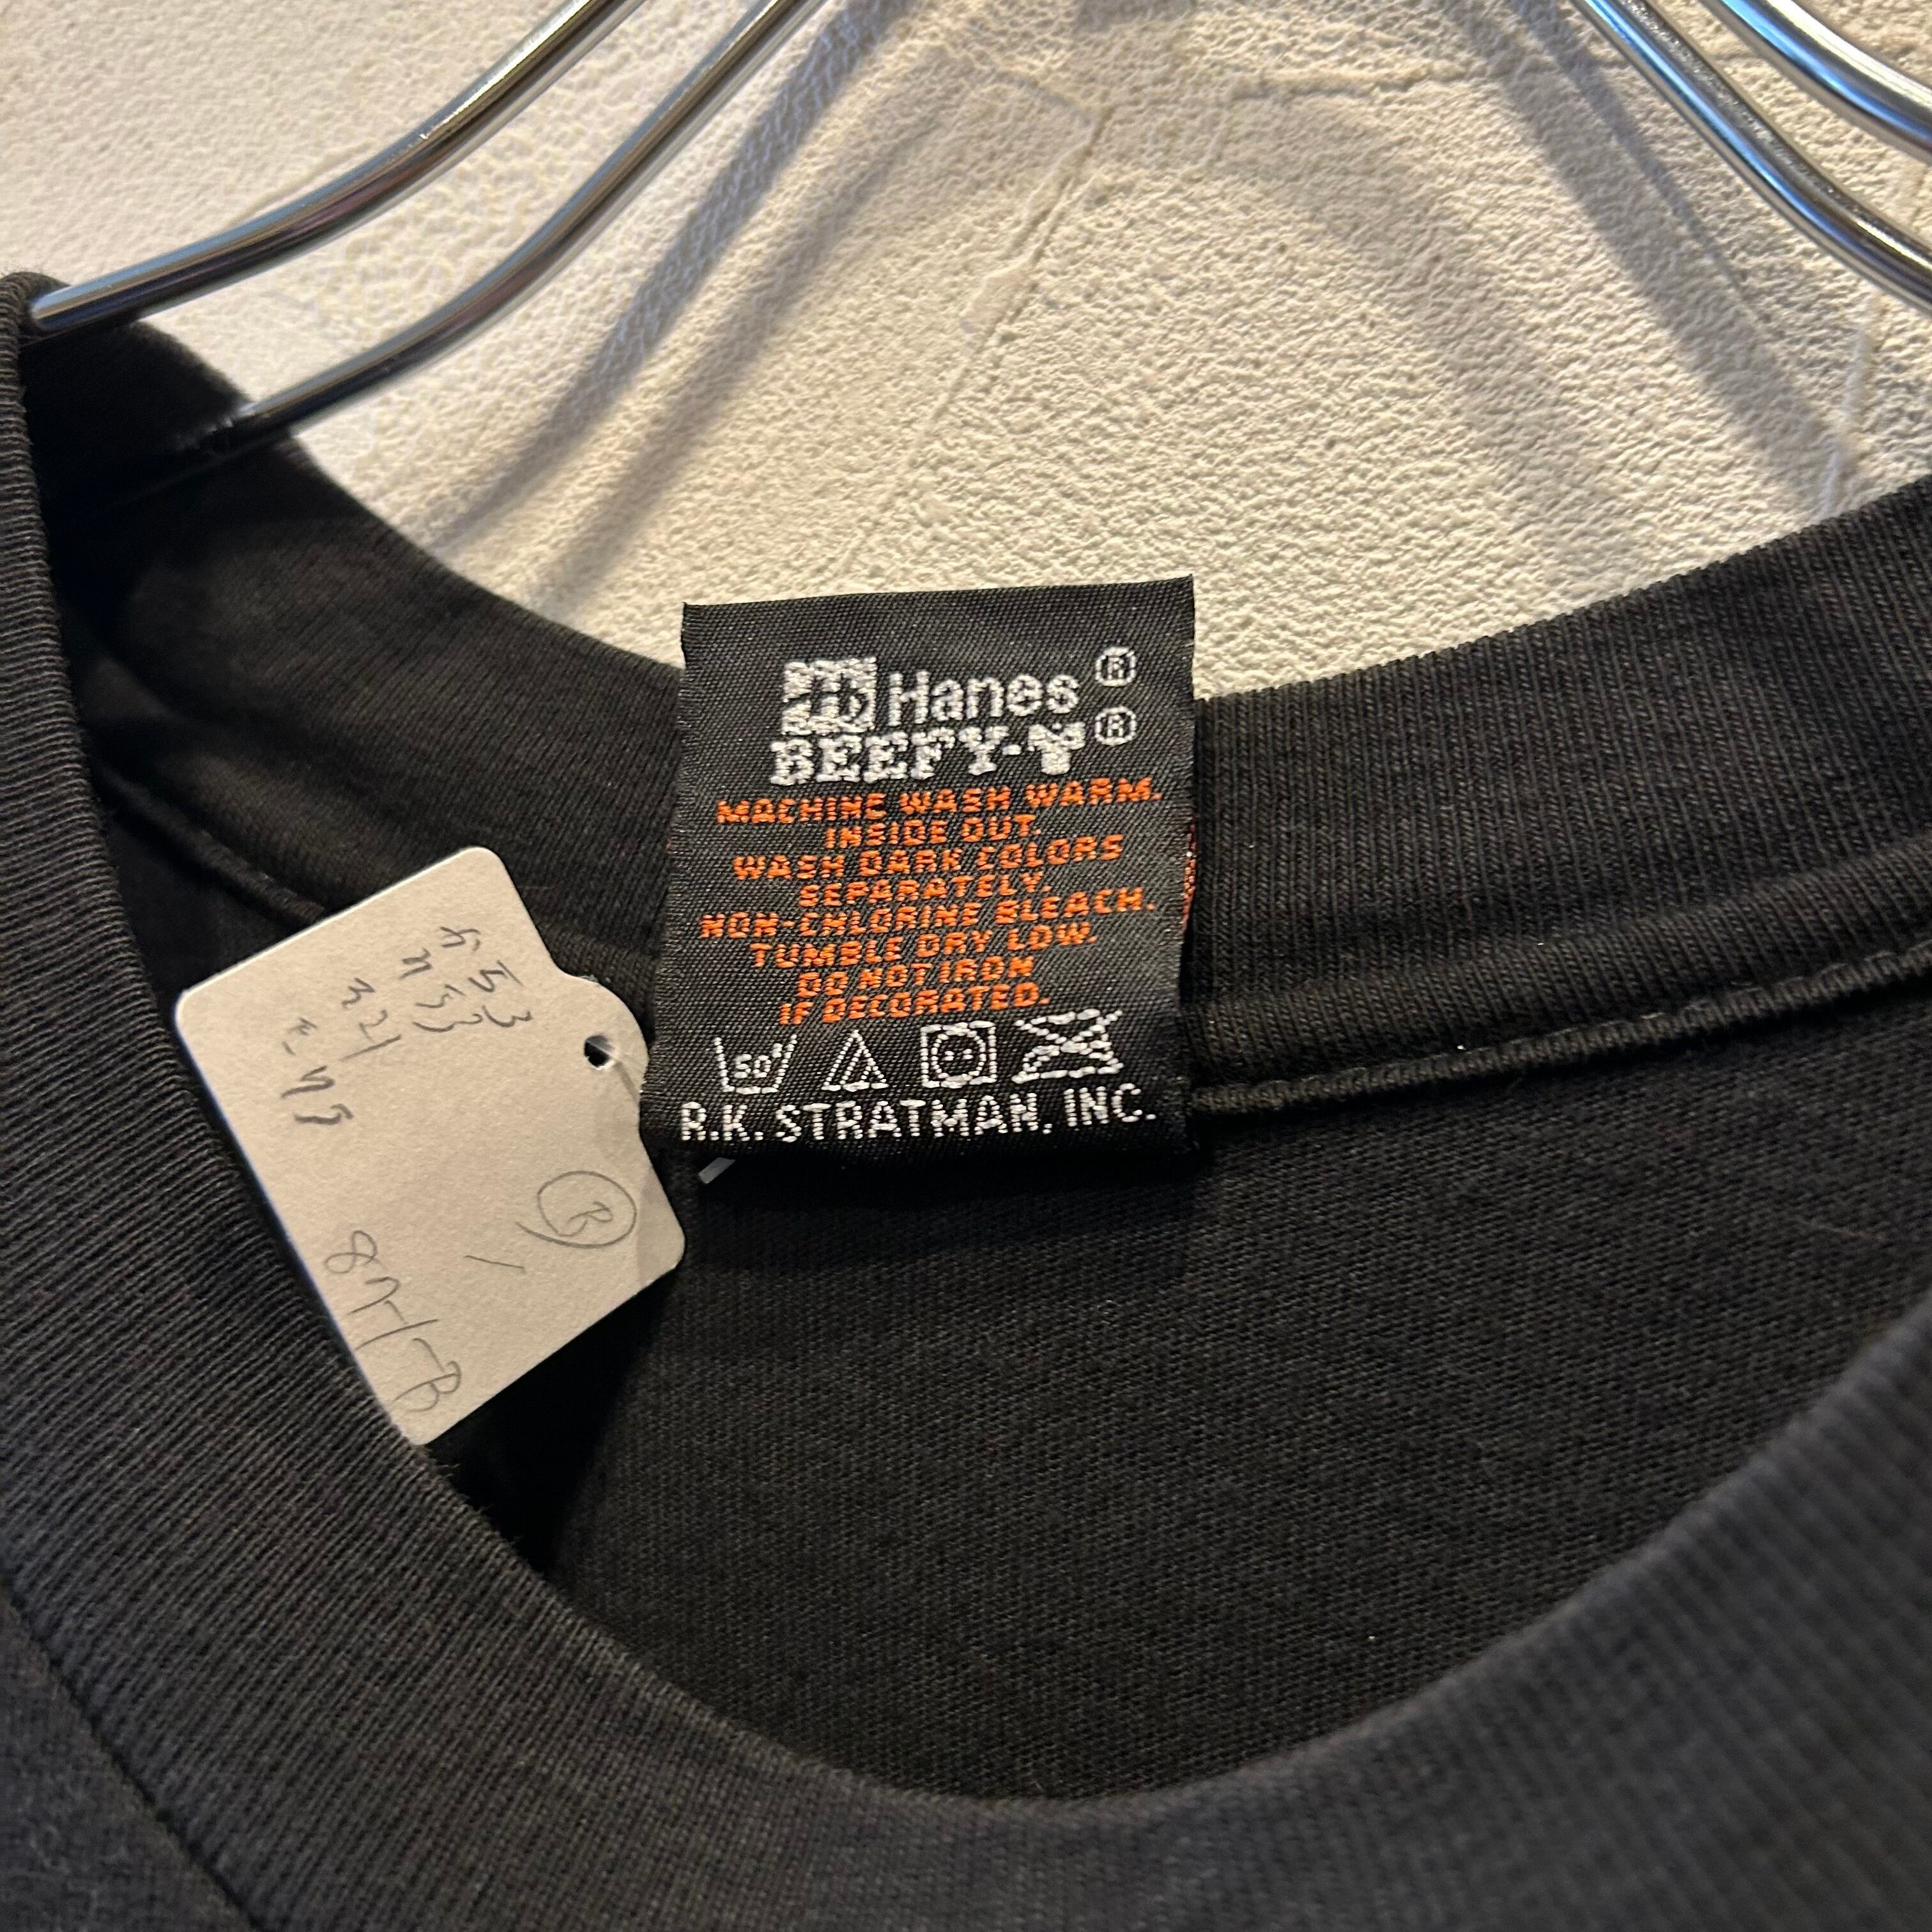 Hanes®
BEEFY-T®
MACHINE WASH WARM.
INSIDE OUT.
WASH DARK COLORS
SEPARATELY.
NON-CHLORINE BLEACH.
TUMBLE DRY LOW.
DO NOT IRON
IF DECORATED.
50°
R.K. STRATMAN, INC.